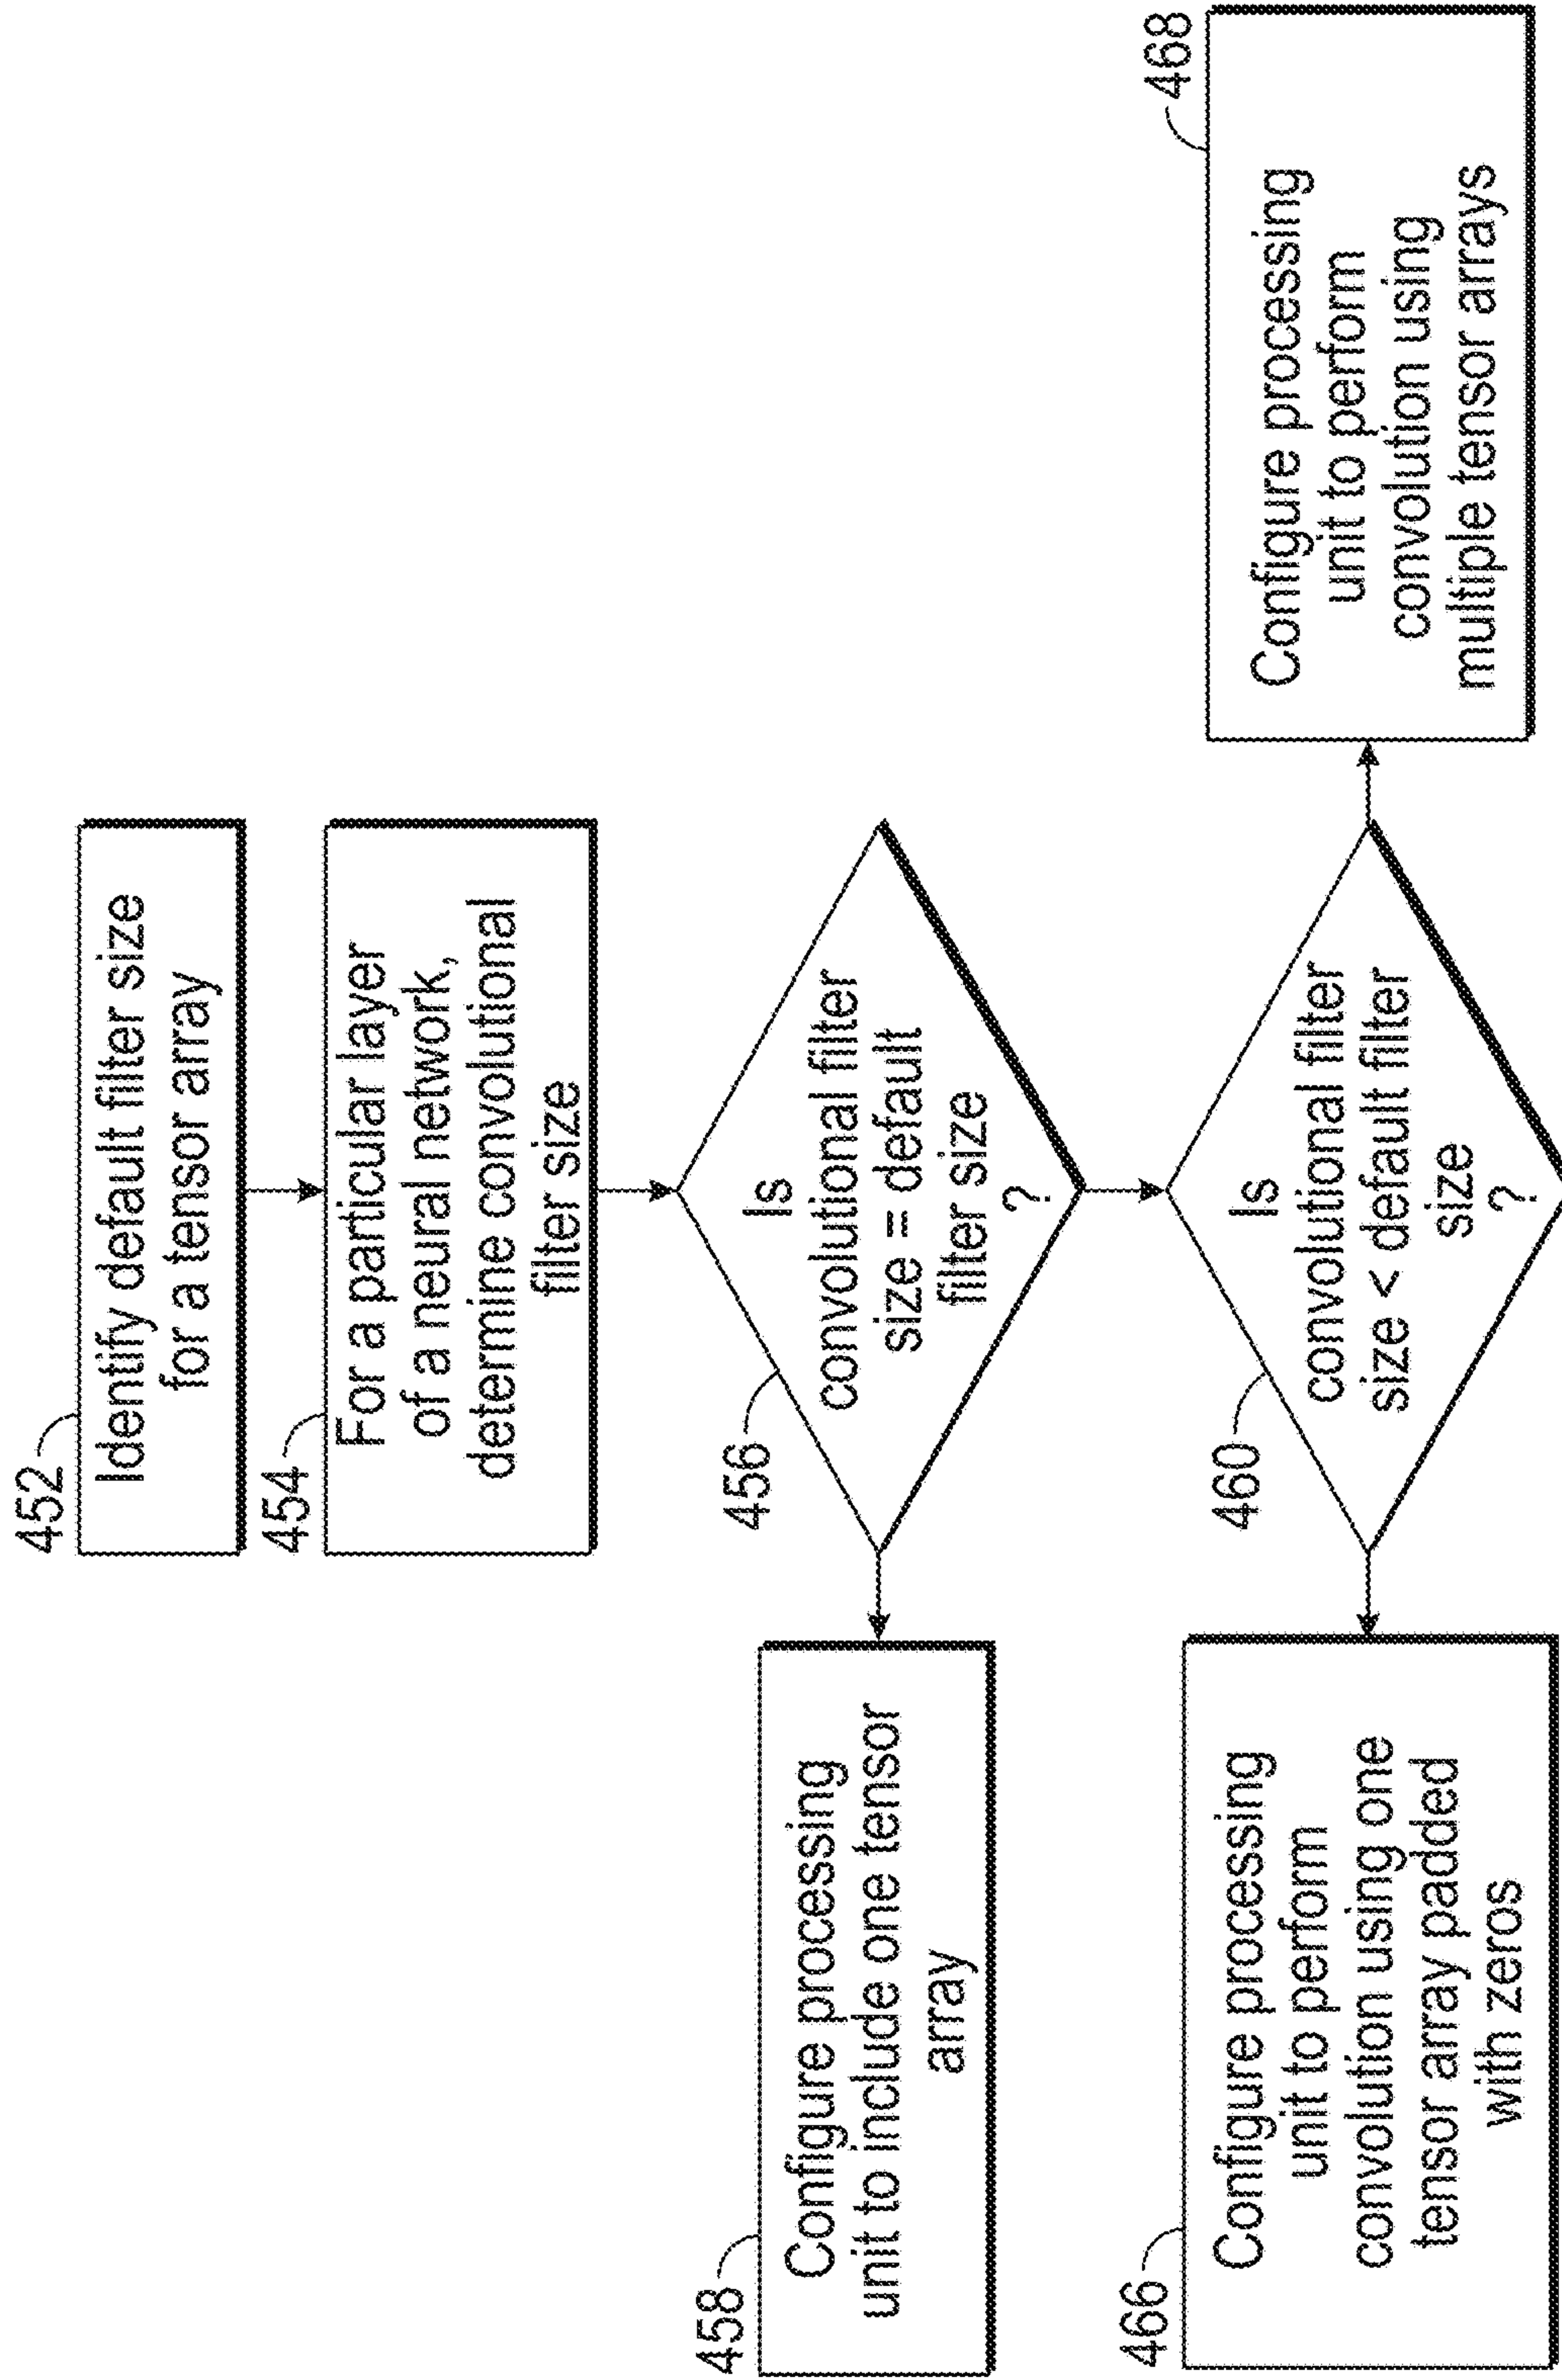 452
Identify default filter size
for a tensor array
454
For a particular layer
of a neural network,
determine convolutional
filter size
456
Is
convolutional filter
size = default
filter size
?
458
Configure processing
unit to include one tensor
array
460
Is
convolutional filter
size < default filter
size
?
466
Configure processing
unit to perform
convolution using one
tensor array padded
with zeros
468
Configure processing
unit to perform
convolution using
multiple tensor arrays